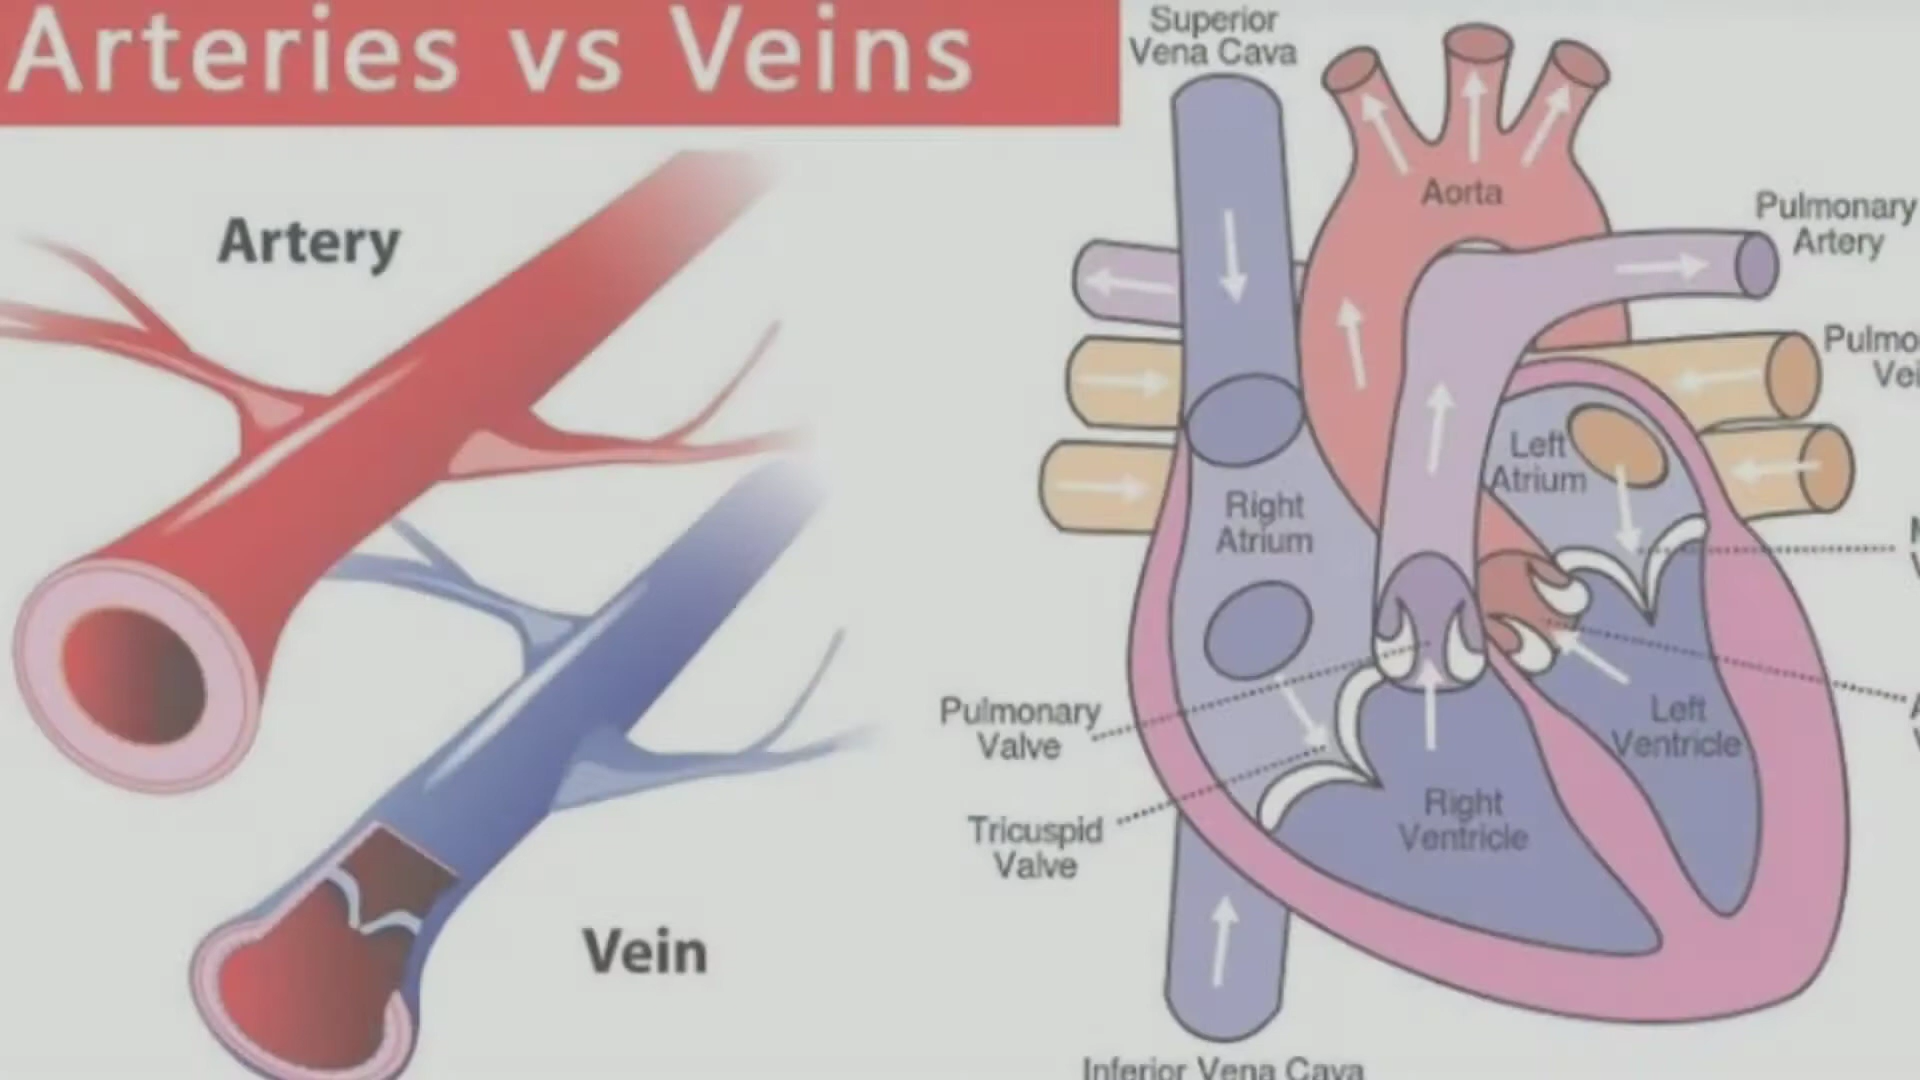 Arteries vs Veins
Artery
Vein
Superior
Vena Cava
Aorta
Pulmonary
Artery
Left
Atrium
Right
Atrium
Pulmonary
Valve
Tricuspid
Valve
Left
Ventricle
Right
Ventricle
Inferior Vena Cava